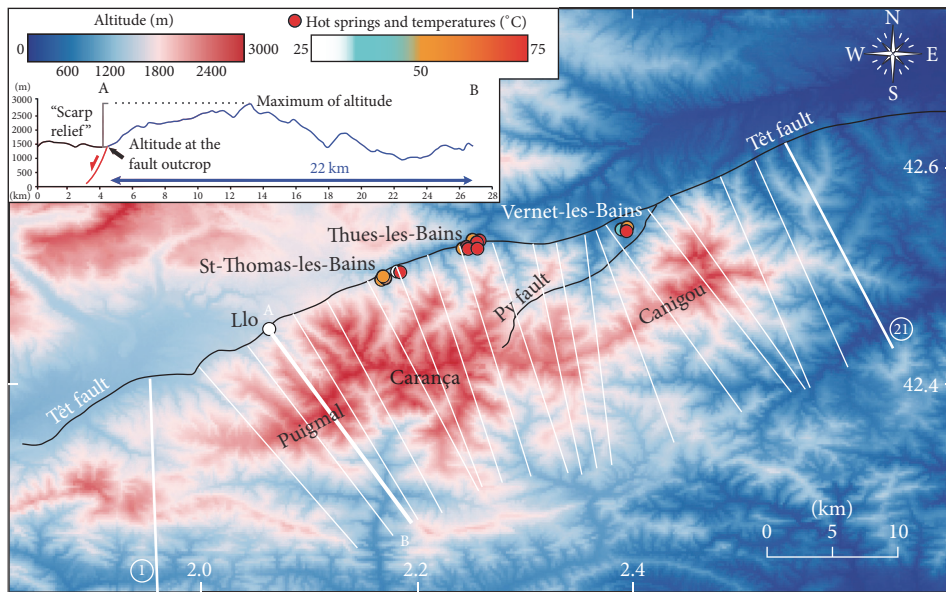 Altitude (m)
0
3000
600 1200 1800 2400
Hot springs and temperatures (°C)
25
75
50
N
W E
S
(m)
A
B
3000
2500
2000
1500
1000
500
0
"Scarp
relief"
Maximum of altitude
Altitude at the
fault outcrop
22 km
(km)
0 2 4 6 8 10 12 14 16 18 20 22 24 26 28
Têt fault
42.6
Vernet-les-Bains
Thues-les-Bains
St-Thomas-les-Bains
Py fault
Canigou
A
Llo
21
Carança
42.4
Têt fault
Puigmal
(km)
0 5 10
B
1
2.0 2.2 2.4